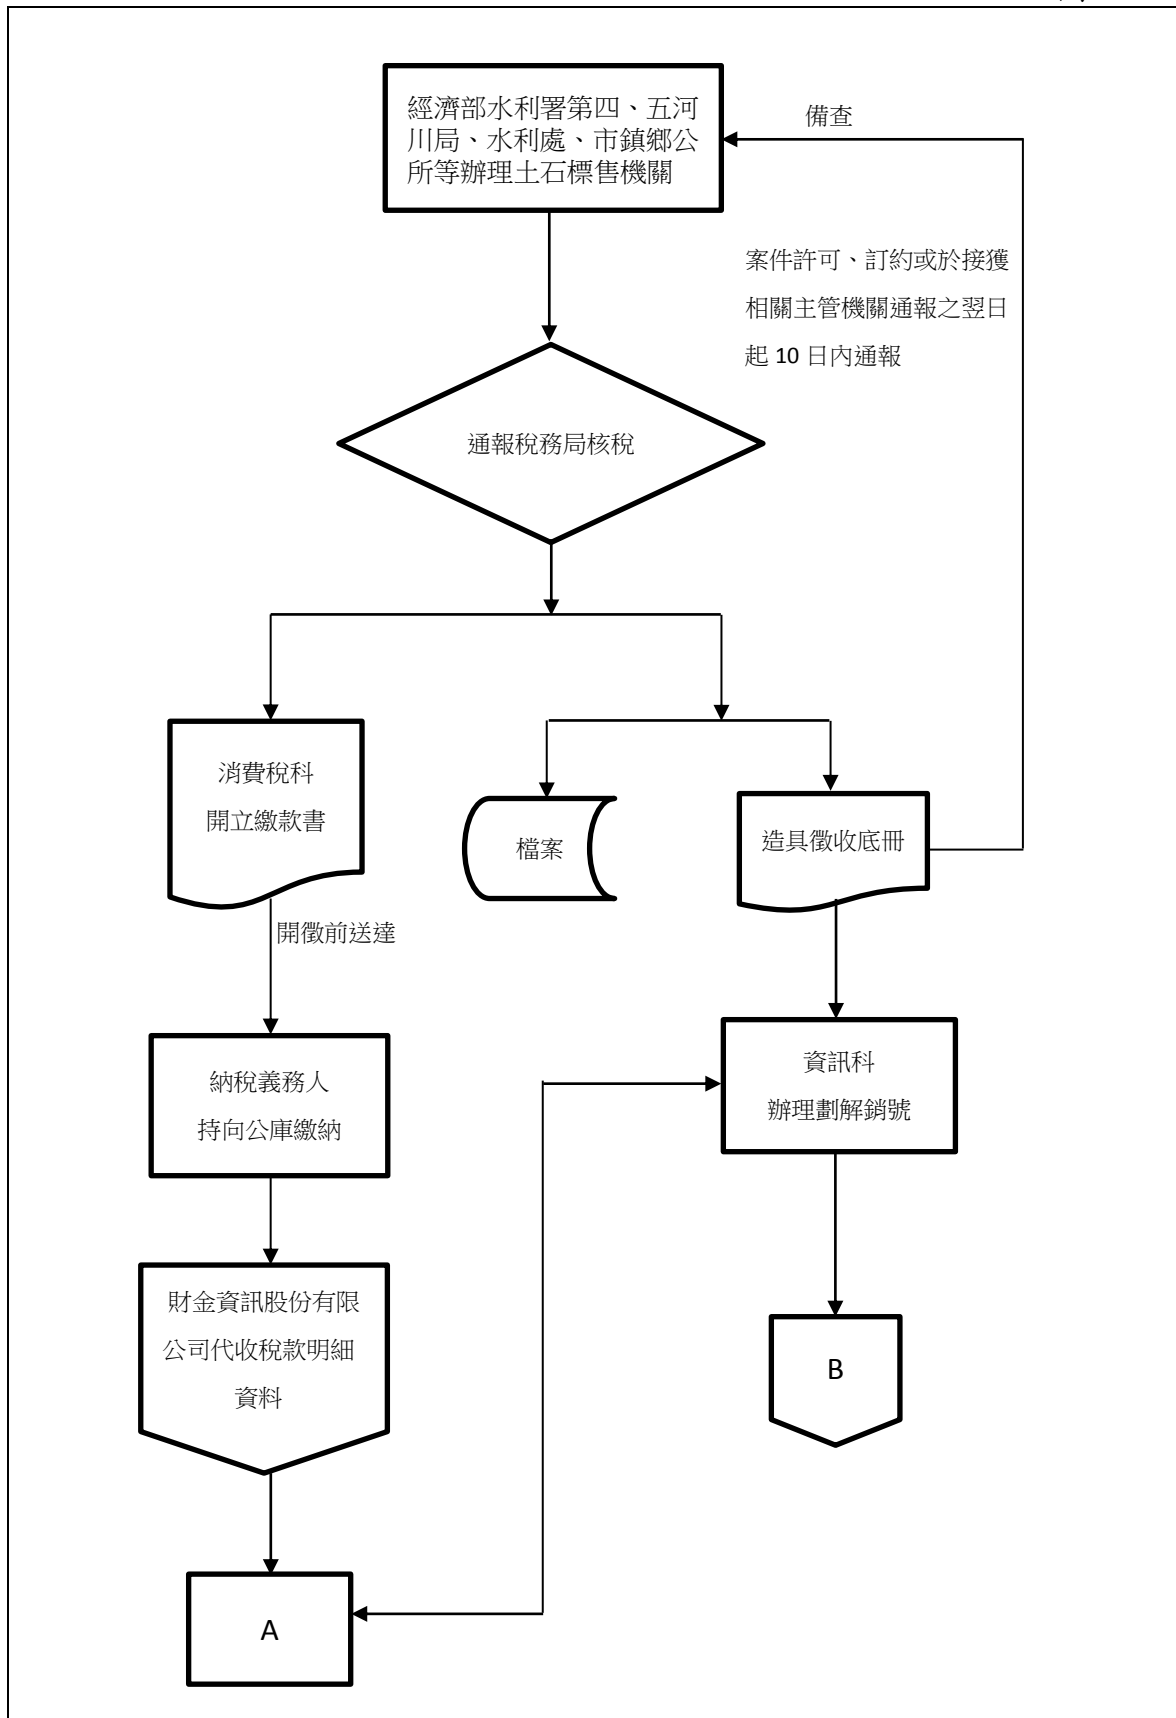 經濟部水利署第四、五河
川局、水利處、市鎮鄉公
所等辦理土石標售機關
備查
案件許可、訂約或於接獲
相關主管機關通報之翌日
起 10 日內通報
通報稅務局核稅
消費稅科
開立繳款書
檔案
造具徵收底冊
開徵前送達
納稅義務人
持向公庫繳納
資訊科
辦理劃解銷號
財金資訊股份有限
公司代收稅款明細
資料
B
A